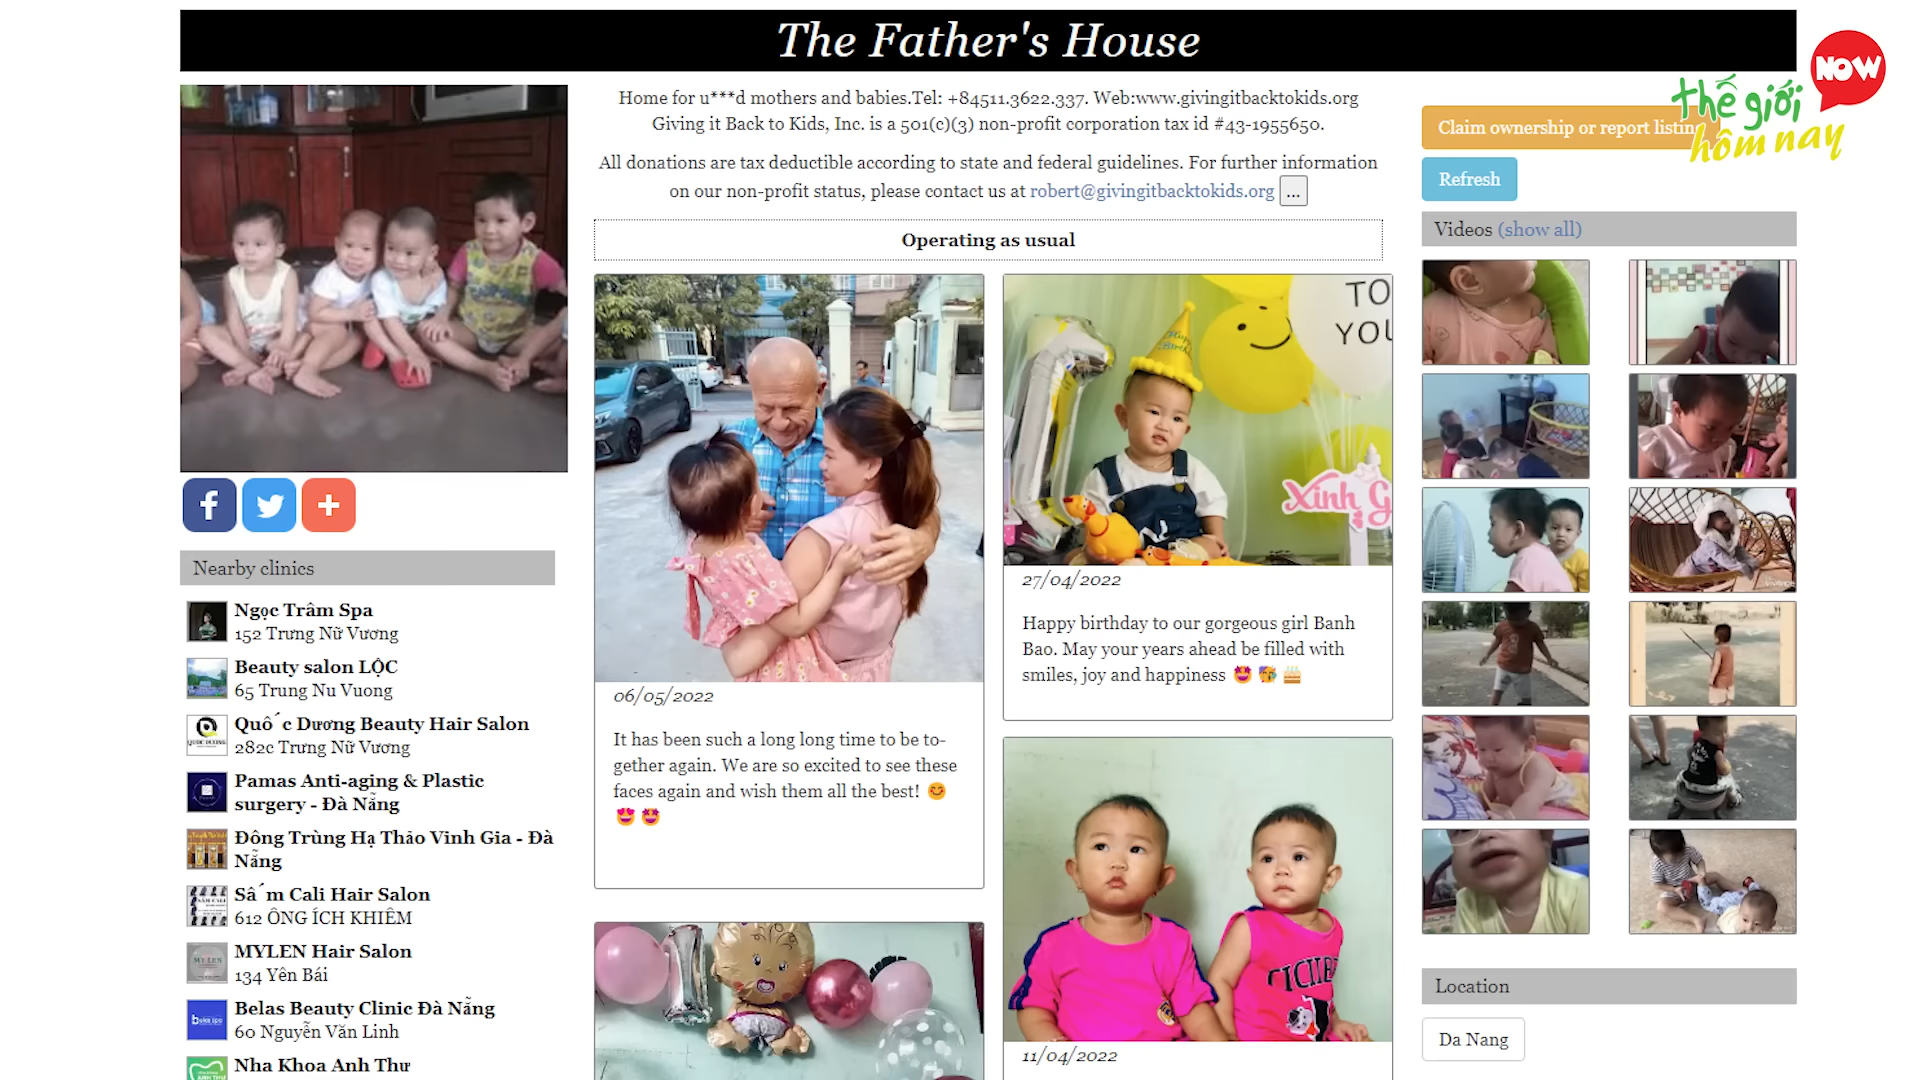 The Father's House
NOW
thế giới
hôm nay
Home for u***d mothers and babies.Tel: +84511.3622.337. Web:www.givingitbacktokids.org
Giving it Back to Kids, Inc. is a 501(c)(3) non-profit corporation tax id #43-1955650.
All donations are tax deductible according to state and federal guidelines. For further information
on our non-profit status, please contact us at robert@givingitbacktokids.org ...
Operating as usual
Nearby clinics
Ngọc Trâm Spa
152 Trưng Nữ Vương
Beauty salon LỘC
65 Trung Nu Vuong
Quố´c Dương Beauty Hair Salon
282c Trưng Nữ Vương
Pamas Anti-aging & Plastic
surgery - Đà Nẵng
Đông Trùng Hạ Thảo Vinh Gia - Đà
Nẵng
Sâ´m Cali Hair Salon
612 ÔNG ÍCH KHIÊM
MYLEN Hair Salon
134 Yên Bái
Belas Beauty Clinic Đà Nẵng
60 Nguyễn Văn Linh
Nha Khoa Anh Thư
06/05/2022
It has been such a long long time to be to-
gether again. We are so excited to see these
faces again and wish them all the best! 😊
😍 🤩
TO
YOU
Xinh G
27/04/2022
Happy birthday to our gorgeous girl Banh
Bao. May your years ahead be filled with
smiles, joy and happiness 🤩 🥳 🎂
11/04/2022
Claim ownership or report listing
Refresh
Videos (show all)
Location
Da Nang